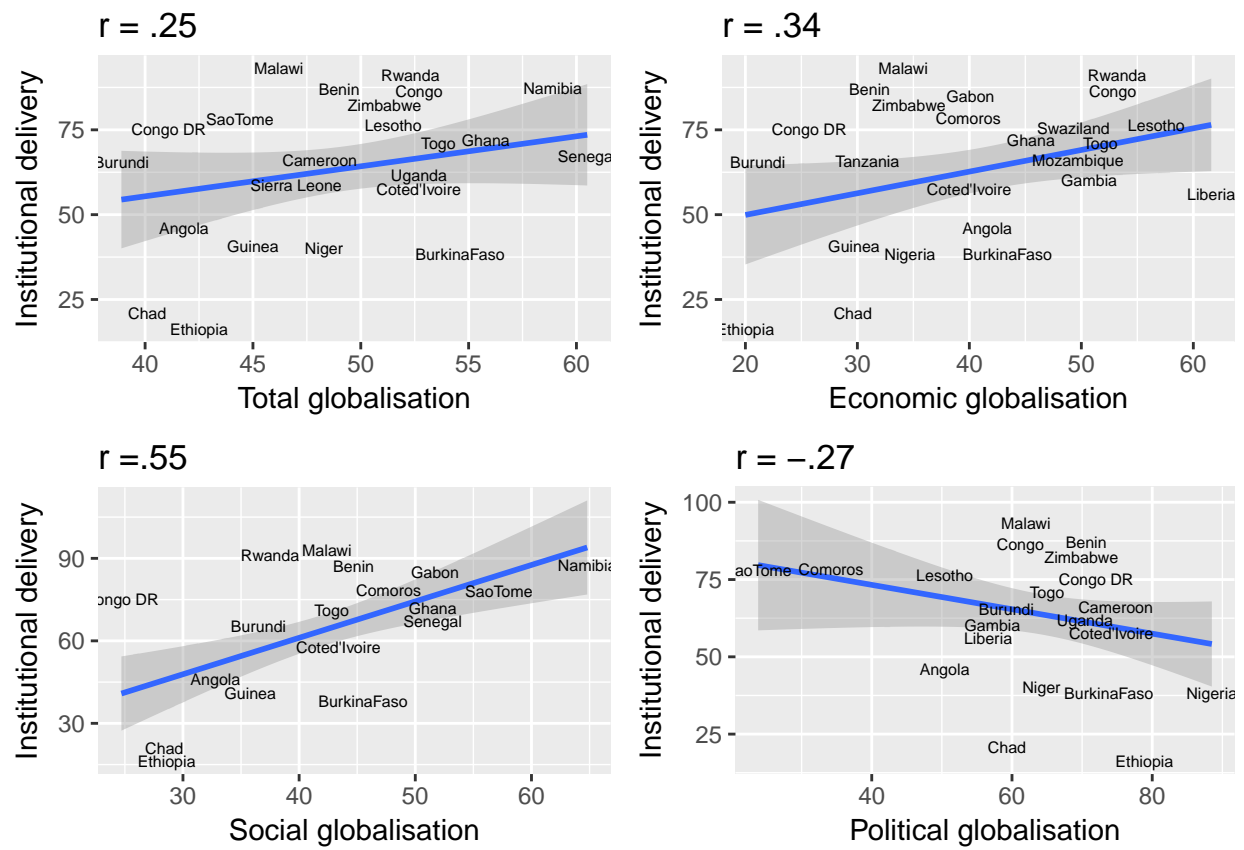 r = .25
Institutional delivery
75
50
25
Malawi
Rwanda
Benin
Congo
Namibia
Zimbabwe
SaoTome
Congo DR
Lesotho
Togo
Ghana
Burundi
Cameroon
Senega
Uganda
Sierra Leone
Coted'Ivoire
Angola
Guinea
Niger
BurkinaFaso
Chad
Ethiopia
40 45 50 55 60
Total globalisation
r = .34
Institutional delivery
75
50
25
Malawi
Rwanda
Benin
Congo
Gabon
Zimbabwe
Comoros
Congo DR
Swaziland
Lesotho
Ghana
Togo
Burundi
Tanzania
Mozambique
Gambia
Coted'Ivoire
Liberia
Angola
Guinea
Nigeria
BurkinaFaso
Chad
Ethiopia
20 30 40 50 60
Economic globalisation
r =.55
Institutional delivery
90
60
30
Malawi
Rwanda
Benin
Namibia
Gabon
Comoros
SaoTome
ongo DR
Togo
Ghana
Senegal
Burundi
Coted'Ivoire
Angola
Guinea
BurkinaFaso
Chad
Ethiopia
30 40 50 60
Social globalisation
r = −.27
Institutional delivery
100
75
50
25
Malawi
Benin
Congo
Zimbabwe
aoTome
Comoros
Lesotho
Congo DR
Togo
Burundi
Cameroon
Uganda
Gambia
Coted'Ivoire
Liberia
Angola
Niger
BurkinaFaso
Nigeria
Chad
Ethiopia
40 60 80
Political globalisation